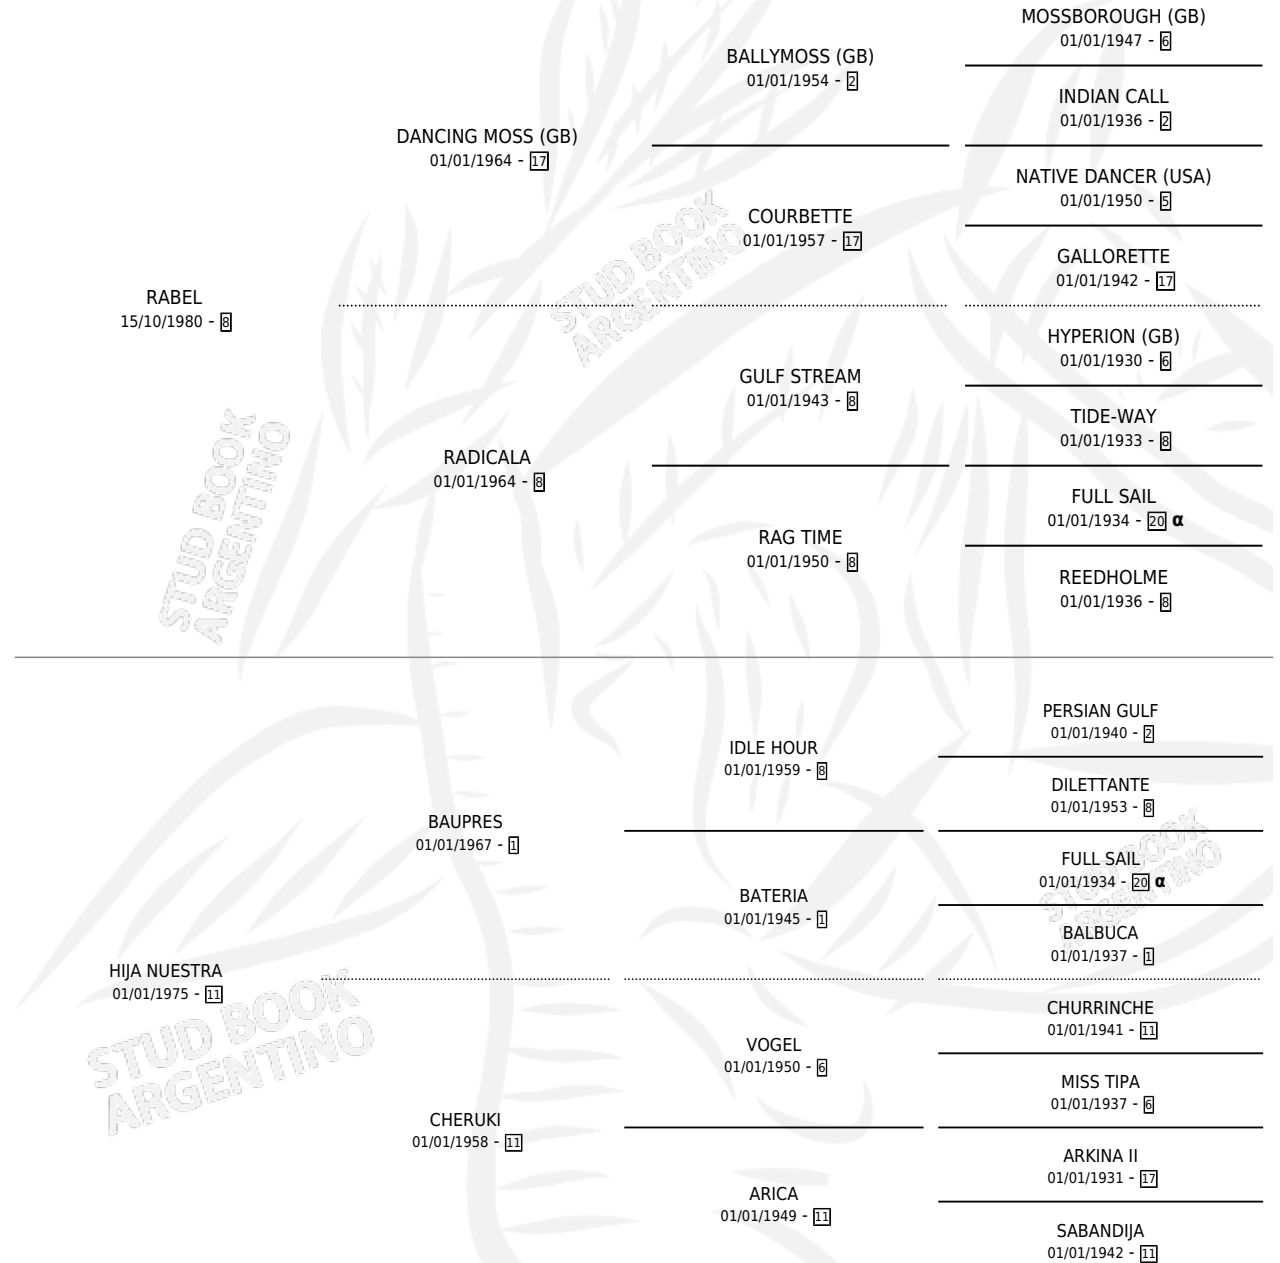 MOSSBOROUGH (GB)
01/01/1947 - 6
BALLYMOSS (GB)
01/01/1954 - 2
INDIAN CALL
01/01/1936 - 2
DANCING MOSS (GB)
01/01/1964 - 17
NATIVE DANCER (USA)
01/01/1950 - 5
COURBETTE
01/01/1957 - 17
GALLORETTE
01/01/1942 - 17
RABEL
15/10/1980 - 8
HYPERION (GB)
01/01/1930 - 6
GULF STREAM
01/01/1943 - 8
TIDE-WAY
01/01/1933 - 8
RADICALA
01/01/1964 - 8
FULL SAIL
01/01/1934 - 20 α
RAG TIME
01/01/1950 - 8
REEDHOLME
01/01/1936 - 8
STUD BOOK
ARGENTINO
STUD BOOK
ARGENTINO
PERSIAN GULF
01/01/1940 - 2
IDLE HOUR
01/01/1959 - 8
DILETTANTE
01/01/1953 - 8
BAUPRES
01/01/1967 - 1
FULL SAIL
01/01/1934 - 20 α
BATERIA
01/01/1945 - 1
BALBUCA
01/01/1937 - 1
HIJA NUESTRA
01/01/1975 - 11
CHURRINCHE
01/01/1941 - 11
VOGEL
01/01/1950 - 6
MISS TIPA
01/01/1937 - 6
CHERUKI
01/01/1958 - 11
ARKINA II
01/01/1931 - 17
ARICA
01/01/1949 - 11
SABANDIJA
01/01/1942 - 11
STUD BOOK
ARGENTINO
STUD BOOK
ARGENTINO